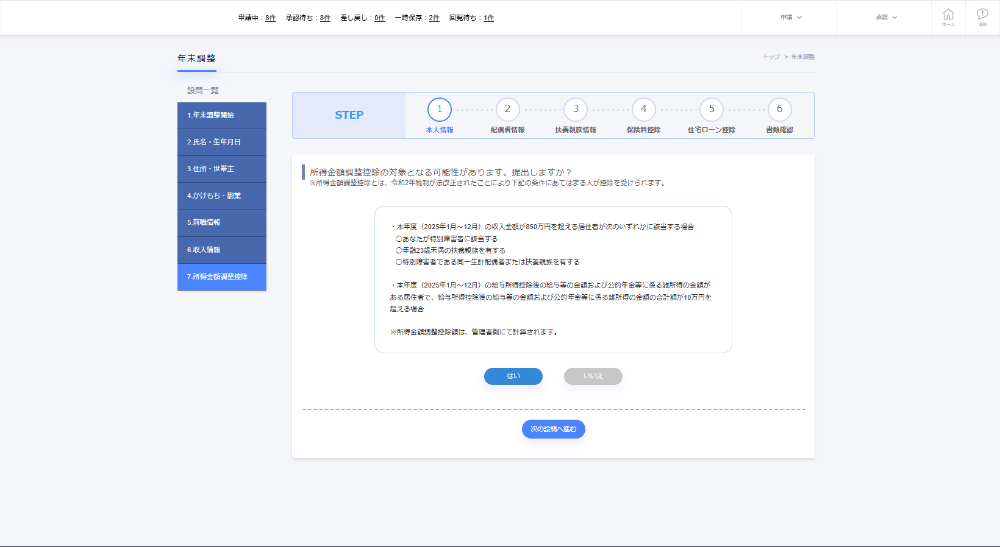 申請中：8件　承認待ち：8件　差し戻し：0件　一時保存：2件　回覧待ち：1件
申請
承認
ホーム
通知
年末調整
トップ > 年末調整
設問一覧
1.年末調整開始
2.氏名・生年月日
3.住所・世帯主
4.かけもち・副業
5.前職情報
6.収入情報
7.所得金額調整控除
STEP
1
本人情報
2
配偶者情報
3
扶養親族情報
4
保険料控除
5
住宅ローン控除
6
書類確認
所得金額調整控除の対象となる可能性があります。提出しますか？
※所得金額調整控除とは、令和2年税制が法改正されたことにより下記の条件にあてはまる人が控除を受けられます。
・本年度（2025年1月～12月）の収入金額が850万円を超える居住者が次のいずれかに該当する場合
〇あなたが特別障害者に該当する
〇年齢23歳未満の扶養親族を有する
〇特別障害者である同一生計配偶者または扶養親族を有する
・本年度（2025年1月～12月）の給与所得控除後の給与等の金額および公的年金等に係る雑所得の金額が
ある居住者で、給与所得控除後の給与等の金額および公的年金等に係る雑所得の金額の合計額が10万円を
超える場合
※所得金額調整控除額は、管理者側にて計算されます。
はい
いいえ
次の設問へ進む